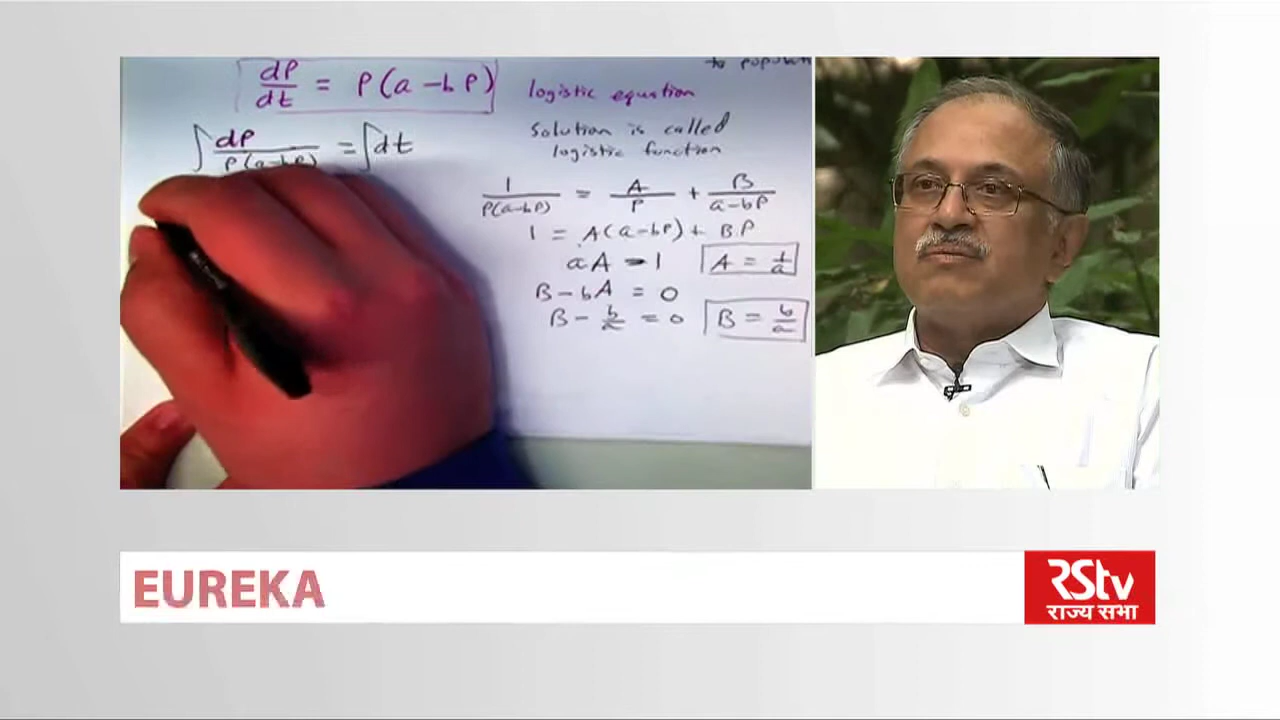 to
dP/dt = P(a-bP)
logistic equation
∫ dP/P(a-bP) = ∫dt
Solution is called
logistic function
1/P(a-bP) = A/P + B/a-bP
1 = A(a-bP) + BP
aA = 1
A = 1/a
B-bA = 0
B - b/a = 0
B = b/a
EUREKA
RStv
राज्य सभा